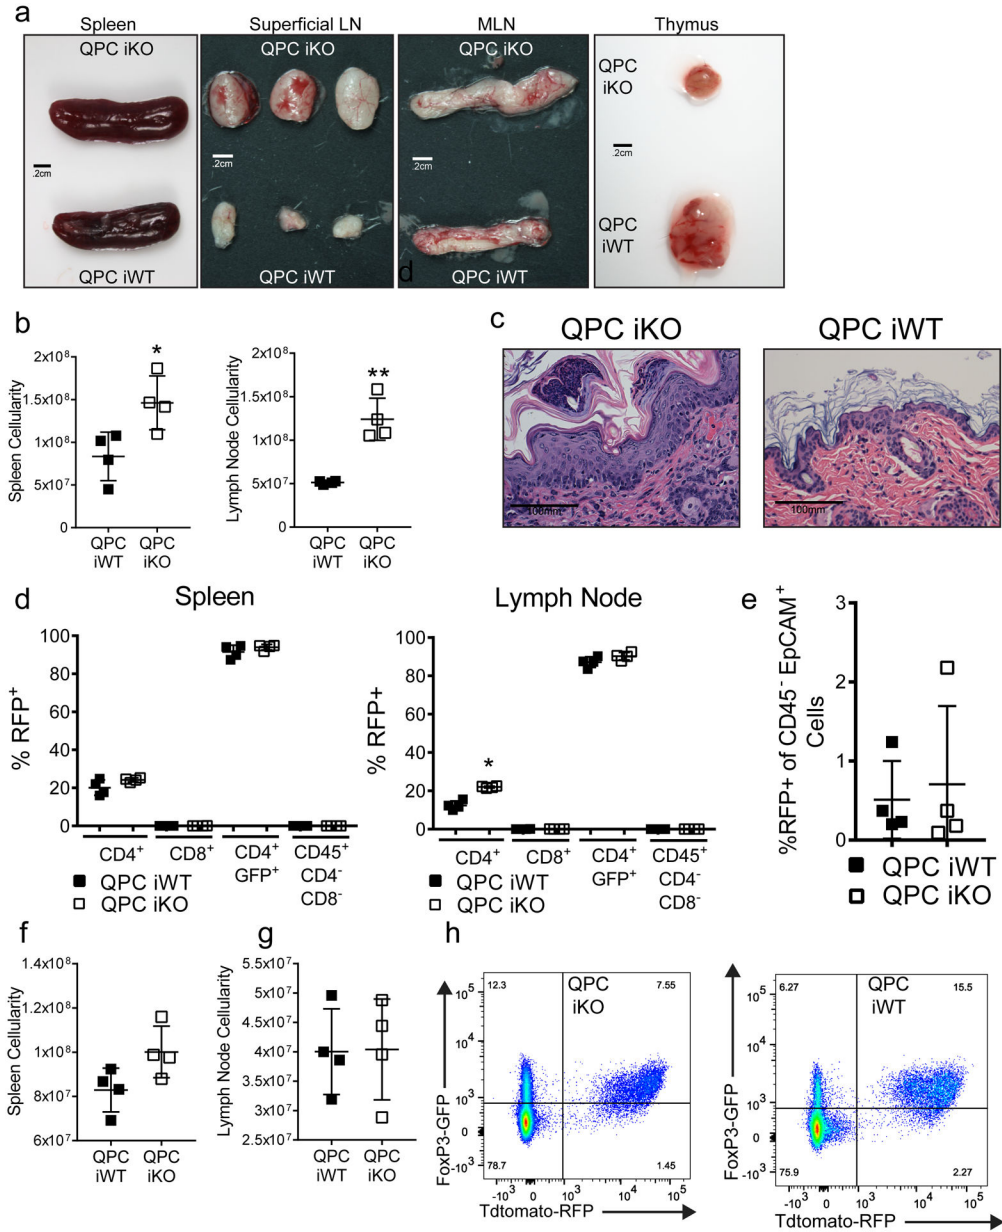 a
Spleen
Superficial LN
MLN
Thymus
QPC iKO
QPC iKO
QPC iKO
QPC
iKO
.2cm
.2cm
.2cm
.2cm
QPC
iWT
d
QPC iWT
QPC iWT
QPC iWT
b
Spleen Cellularity
2x10⁸
1.5x10⁸
1x10⁸
5x10⁷
0
*
QPC
iWT
QPC
iKO
Lymph Node Cellularity
2x10⁸
1.5x10⁸
1x10⁸
5x10⁷
0
**
QPC
iWT
QPC
iKO
c
QPC iKO
QPC iWT
100mm
100mm
d
Spleen
% RFP⁺
100
80
60
40
20
0
CD4⁺
CD8⁺
CD4⁺
GFP⁺
CD45⁺
CD4⁻
CD8⁻
QPC iWT
QPC iKO
Lymph Node
% RFP+
100
80
60
40
20
0
*
CD4⁺
CD8⁺
CD4⁺
GFP⁺
CD45⁺
CD4⁻
CD8⁻
QPC iWT
QPC iKO
e
%RFP+ of CD45⁻ EpCAM⁺
Cells
3
2
1
0
QPC iWT
QPC iKO
f
Spleen Cellularity
1.4x10⁸
1.2x10⁸
1x10⁸
8x10⁷
6x10⁷
QPC
iWT
QPC
iKO
g
Lymph Node Cellularity
5.5x10⁷
5x10⁷
4.5x10⁷
4x10⁷
3.5x10⁷
3x10⁷
2.5x10⁷
QPC
iWT
QPC
iKO
h
FoxP3-GFP
10⁵
10⁴
10³
0
-10³
12.3
QPC
iKO
7.55
78.7
1.45
-10³
0
10³
10⁴
10⁵
Tdtomato-RFP
FoxP3-GFP
10⁵
10⁴
10³
0
-10³
6.27
QPC
iWT
15.5
75.9
2.27
-10³
0
10³
10⁴
10⁵
Tdtomato-RFP